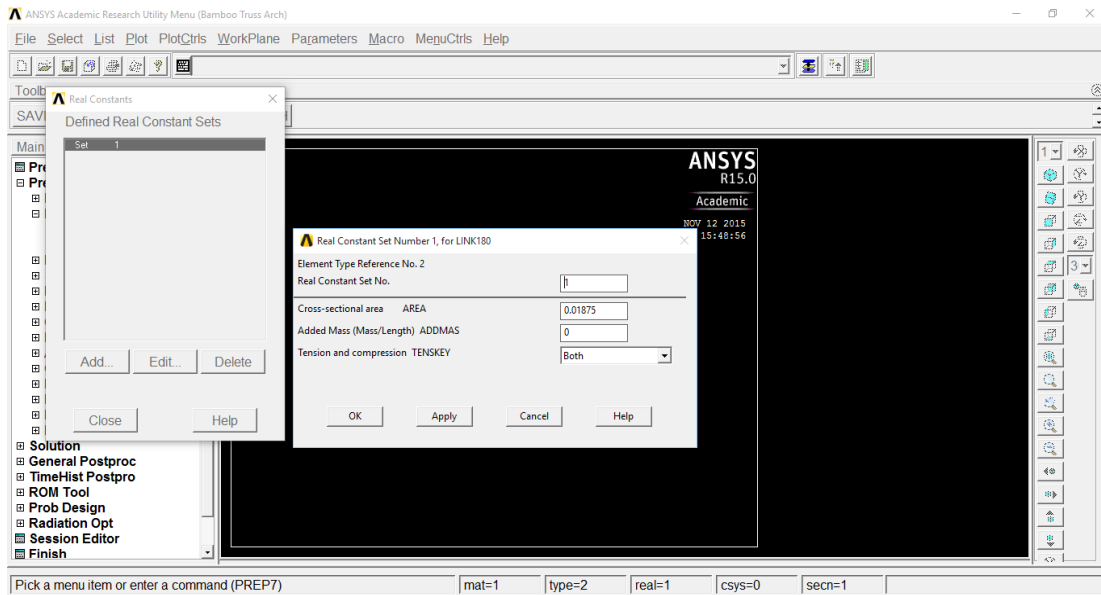 ANSYS Academic Research Utility Menu (Bamboo Truss Arch)
File Select List Plot PlotCtrls WorkPlane Parameters Macro MenuCtrls Help
Toolb
SAV
Main
Pre
Pre
Real Constants
Defined Real Constant Sets
Set 1
Add... Edit... Delete
Close Help
Solution
General Postproc
TimeHist Postpro
ROM Tool
Prob Design
Radiation Opt
Session Editor
Finish
ANSYS
R15.0
Academic
NOV 12 2015
15:48:56
Real Constant Set Number 1, for LINK180
Element Type Reference No. 2
Real Constant Set No. 1
Cross-sectional area AREA 0.01875
Added Mass (Mass/Length) ADDMAS 0
Tension and compression TENSKEY Both
OK Apply Cancel Help
1
3
Pick a menu item or enter a command (PREP7) mat=1 type=2 real=1 csys=0 secn=1